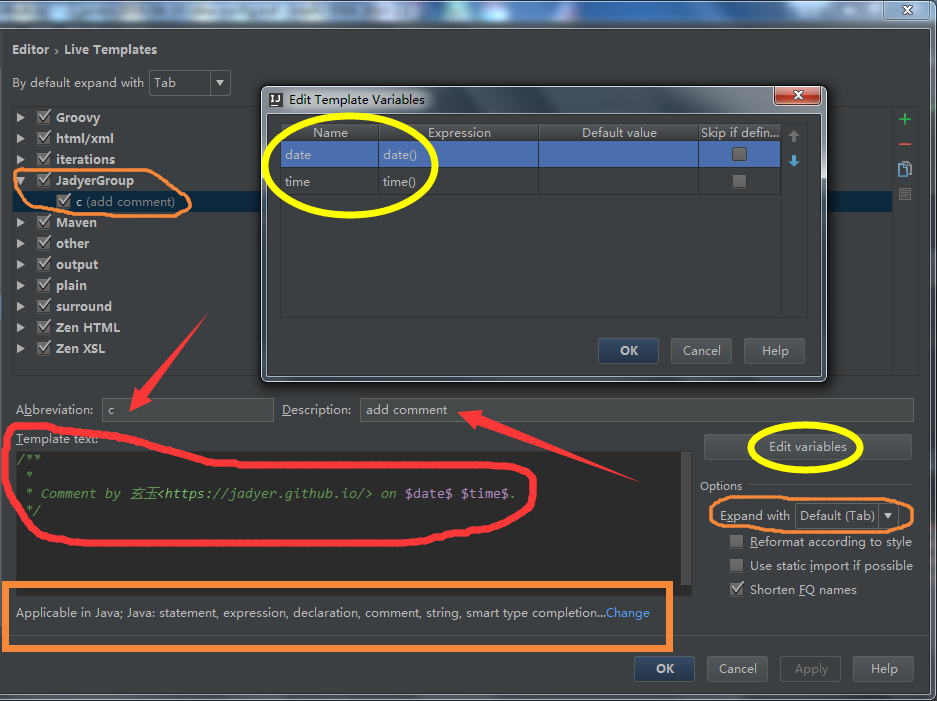 Editor › Live Templates
By default expand with Tab
Groovy
html/xml
iterations
JadyerGroup
c (add comment)
Maven
other
output
plain
surround
Zen HTML
Zen XSL
Edit Template Variables
Name Expression Default value Skip if defin...
date date()
time time()
OK Cancel Help
Abbreviation: c Description: add comment
Template text:
/**
*
* Comment by 玄玉<https://jadyer.github.io/> on $date$ $time$.
*/
Edit variables
Options
Expand with Default (Tab)
Reformat according to style
Use static import if possible
Shorten FQ names
Applicable in Java; Java: statement, expression, declaration, comment, string, smart type completion...Change
OK Cancel Apply Help